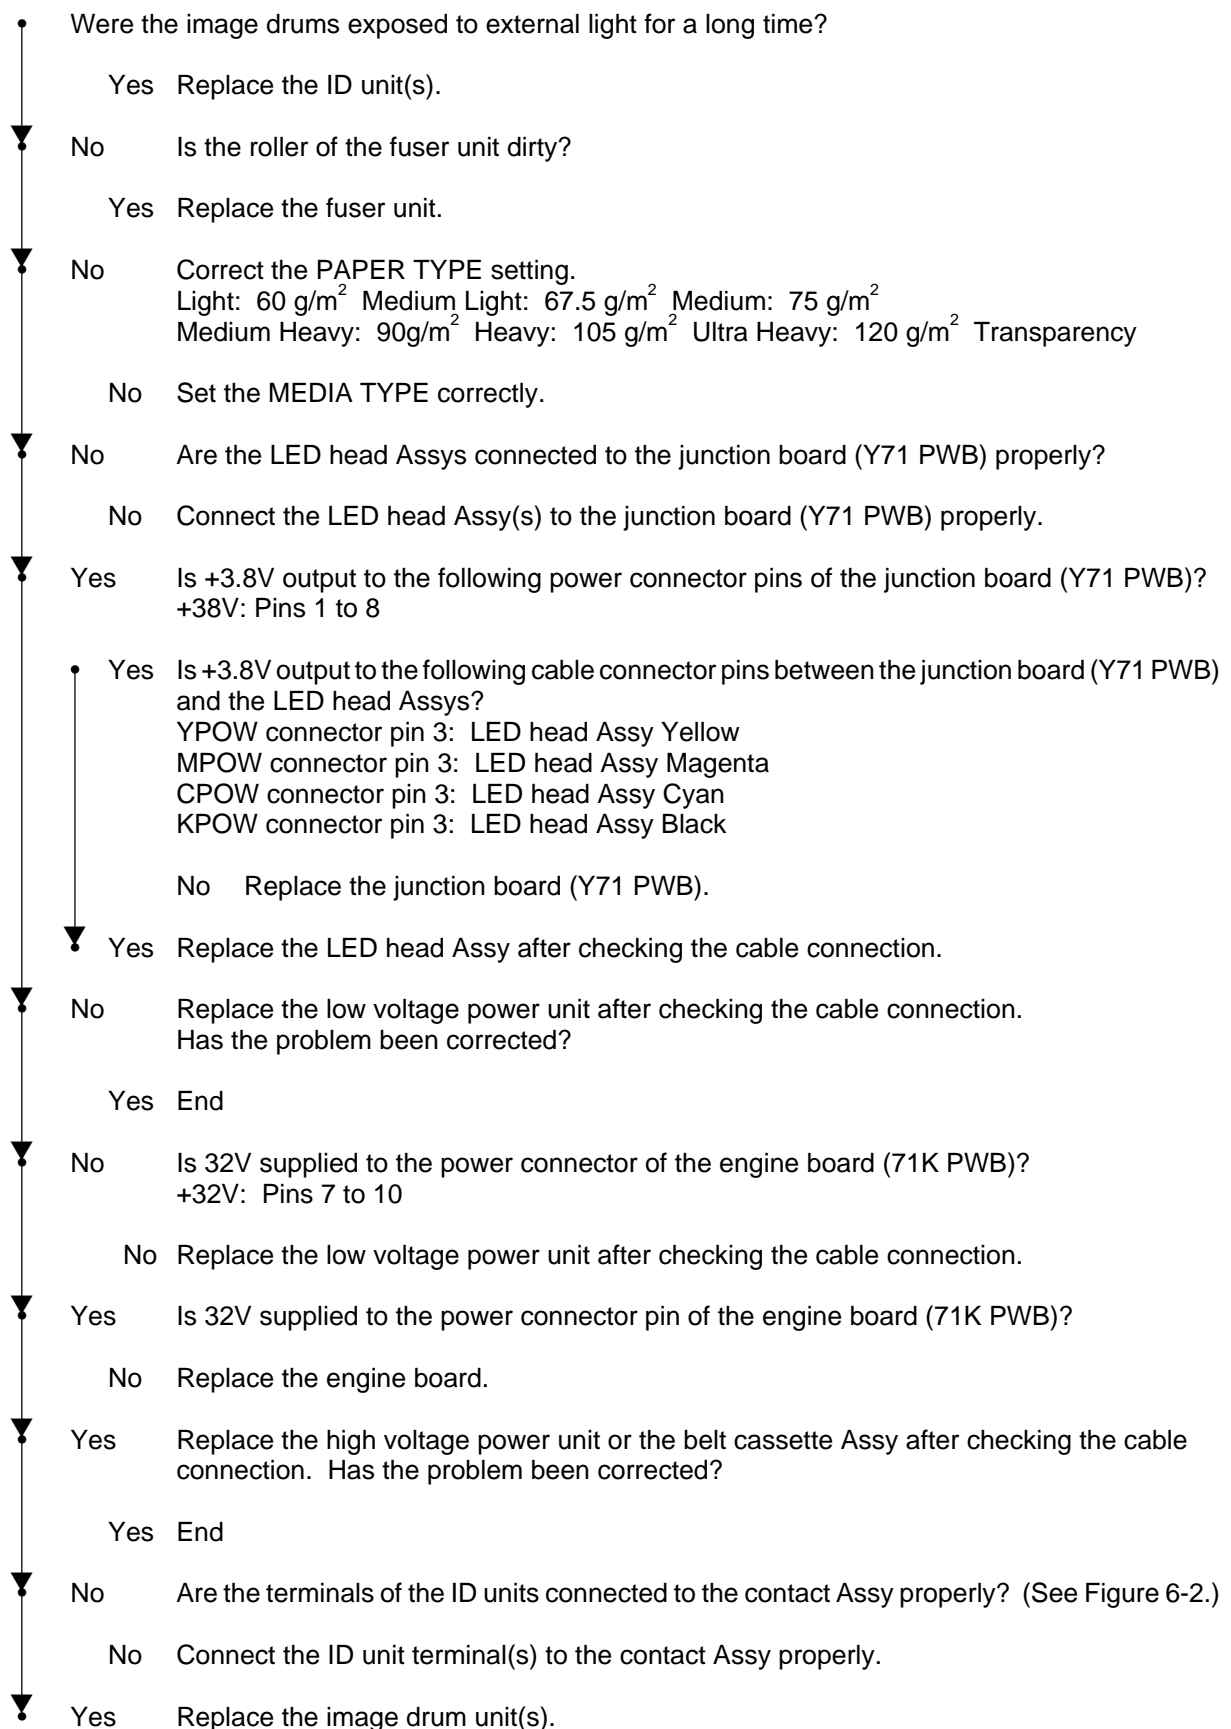 Were the image drums exposed to external light for a long time?
Yes Replace the ID unit(s).
No Is the roller of the fuser unit dirty?
Yes Replace the fuser unit.
No Correct the PAPER TYPE setting.
Light: 60 g/m² Medium Light: 67.5 g/m² Medium: 75 g/m²
Medium Heavy: 90g/m² Heavy: 105 g/m² Ultra Heavy: 120 g/m² Transparency
No Set the MEDIA TYPE correctly.
No Are the LED head Assys connected to the junction board (Y71 PWB) properly?
No Connect the LED head Assy(s) to the junction board (Y71 PWB) properly.
Yes Is +3.8V output to the following power connector pins of the junction board (Y71 PWB)?
+38V: Pins 1 to 8
Yes Is +3.8V output to the following cable connector pins between the junction board (Y71 PWB)
and the LED head Assys?
YPOW connector pin 3: LED head Assy Yellow
MPOW connector pin 3: LED head Assy Magenta
CPOW connector pin 3: LED head Assy Cyan
KPOW connector pin 3: LED head Assy Black
No Replace the junction board (Y71 PWB).
Yes Replace the LED head Assy after checking the cable connection.
No Replace the low voltage power unit after checking the cable connection.
Has the problem been corrected?
Yes End
No Is 32V supplied to the power connector of the engine board (71K PWB)?
+32V: Pins 7 to 10
No Replace the low voltage power unit after checking the cable connection.
Yes Is 32V supplied to the power connector pin of the engine board (71K PWB)?
No Replace the engine board.
Yes Replace the high voltage power unit or the belt cassette Assy after checking the cable
connection. Has the problem been corrected?
Yes End
No Are the terminals of the ID units connected to the contact Assy properly? (See Figure 6-2.)
No Connect the ID unit terminal(s) to the contact Assy properly.
Yes Replace the image drum unit(s).